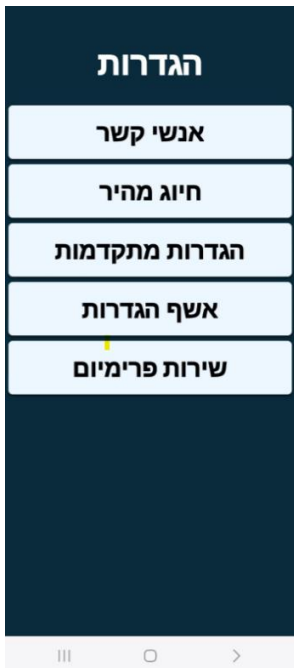 הגדרות
אנשי קשר
חיוג מהיר
הגדרות מתקדמות
אשף הגדרות
שירות פרימיום